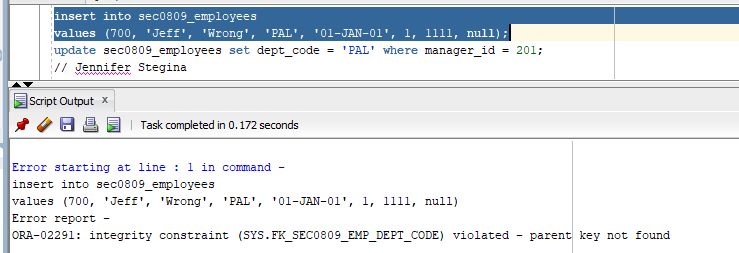 insert into sec0809_employees
values (700, 'Jeff', 'Wrong', 'PAL', '01-JAN-01', 1, 1111, null);
update sec0809_employees set dept_code = 'PAL' where manager_id = 201;
// Jennifer Stegina
Script Output x
Task completed in 0.172 seconds
Error starting at line : 1 in command -
insert into sec0809_employees
values (700, 'Jeff', 'Wrong', 'PAL', '01-JAN-01', 1, 1111, null)
Error report -
ORA-02291: integrity constraint (SYS.FK_SEC0809_EMP_DEPT_CODE) violated - parent key not found